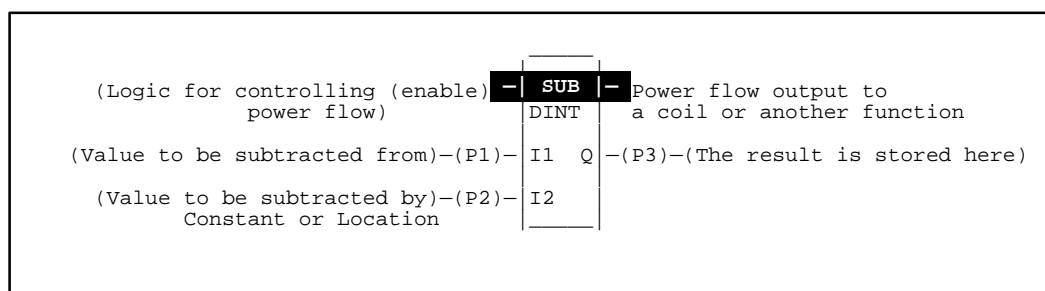 (Logic for controlling (enable) –| SUB |– Power flow output to
power flow) |DINT | a coil or another function
(Value to be subtracted from)–(P1)–|I1 Q|–(P3)–(The result is stored here)
(Value to be subtracted by)–(P2)–|I2
Constant or Location